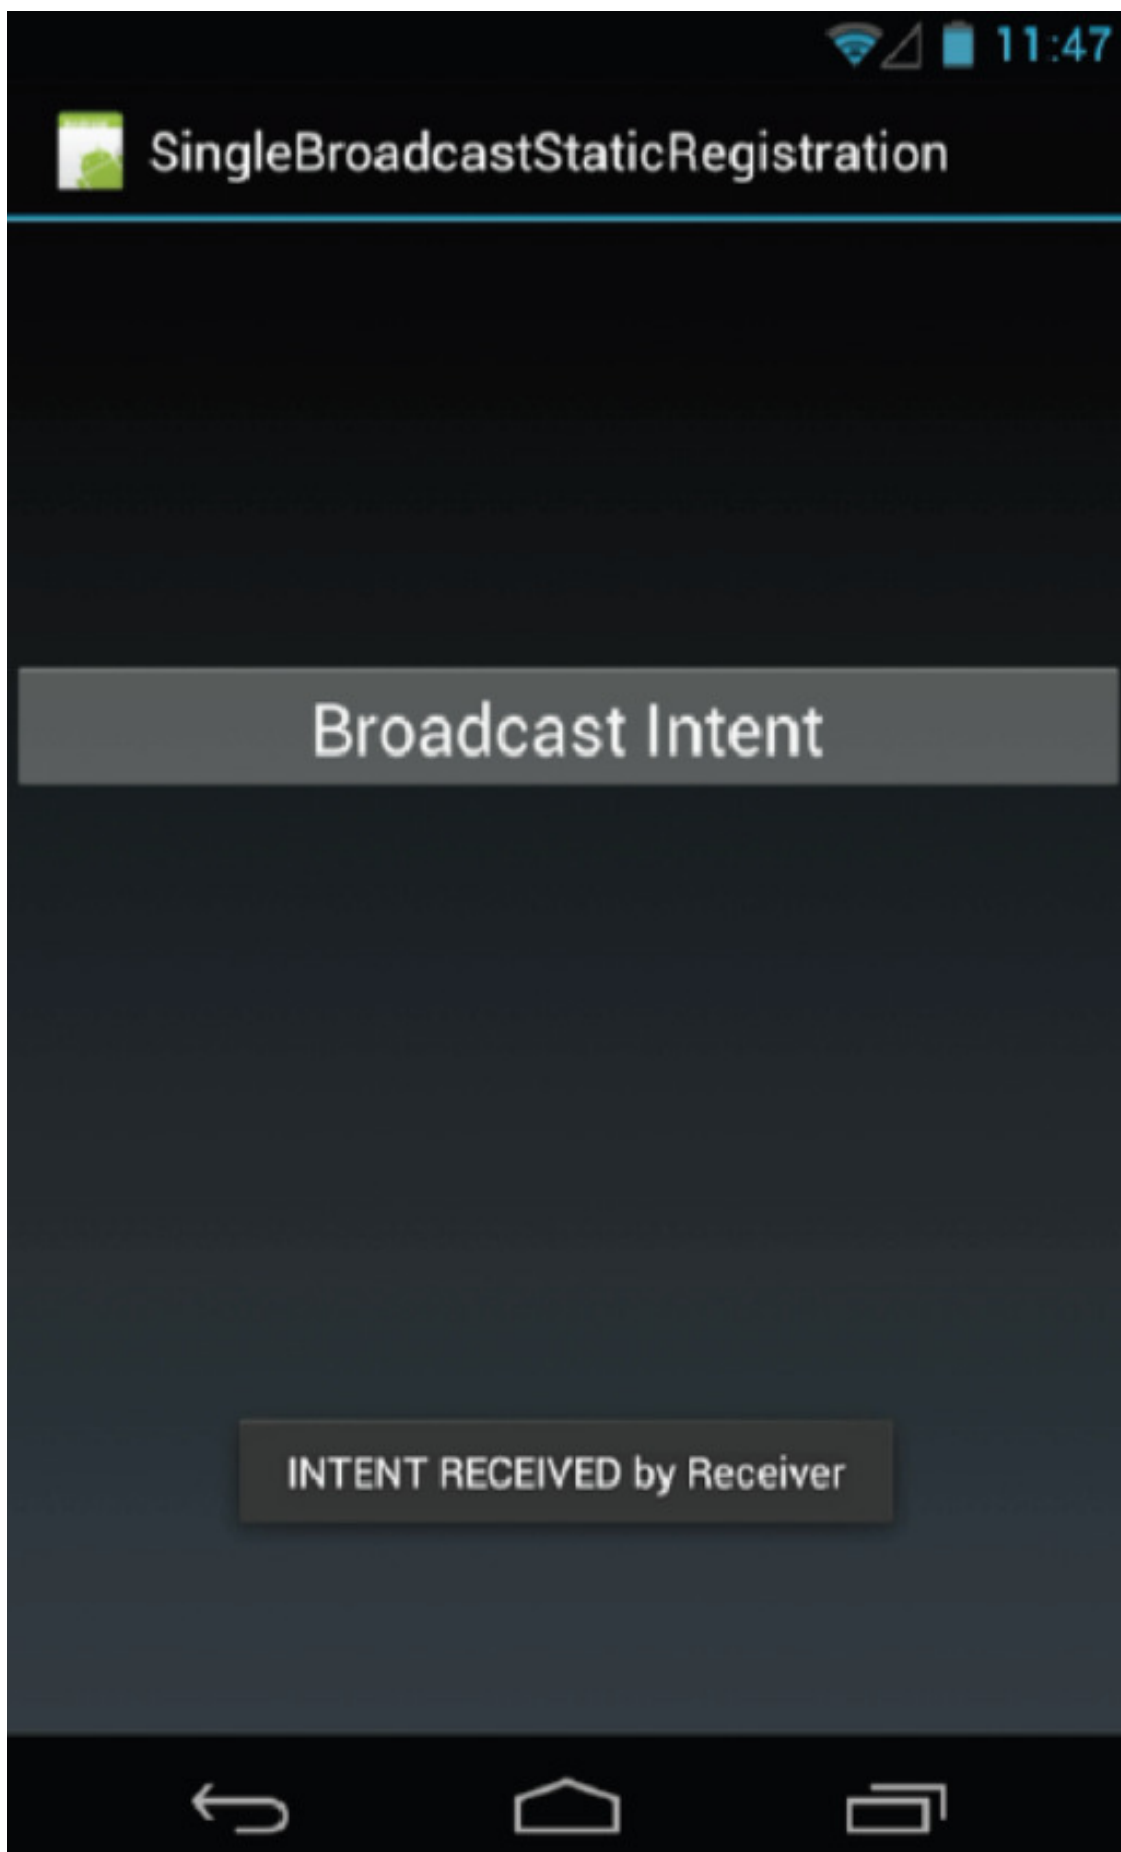 11:47
SingleBroadcastStaticRegistration
Broadcast Intent
INTENT RECEIVED by Receiver